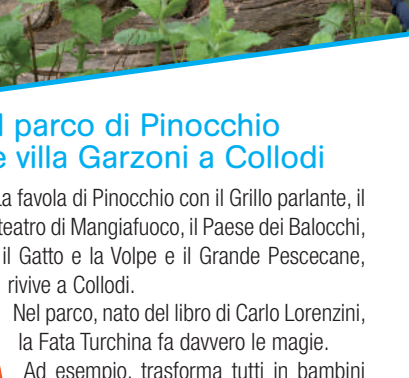 l parco di Pinocchio
e villa Garzoni a Collodi
La favola di Pinocchio con il Grillo parlante, il
teatro di Mangiafuoco, il Paese dei Balocchi,
il Gatto e la Volpe e il Grande Pescecane,
rivive a Collodi.
Nel parco, nato del libro di Carlo Lorenzini,
la Fata Turchina fa davvero le magie.
Ad esempio, trasforma tutti in bambini